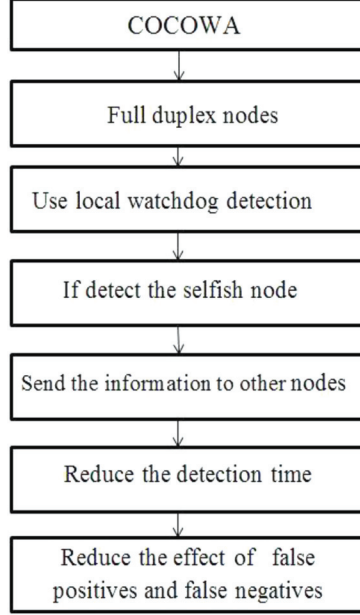 COCOWA
Full duplex nodes
Use local watchdog detection
If detect the selfish node
Send the information to other nodes
Reduce the detection time
Reduce the effect of false
positives and false negatives